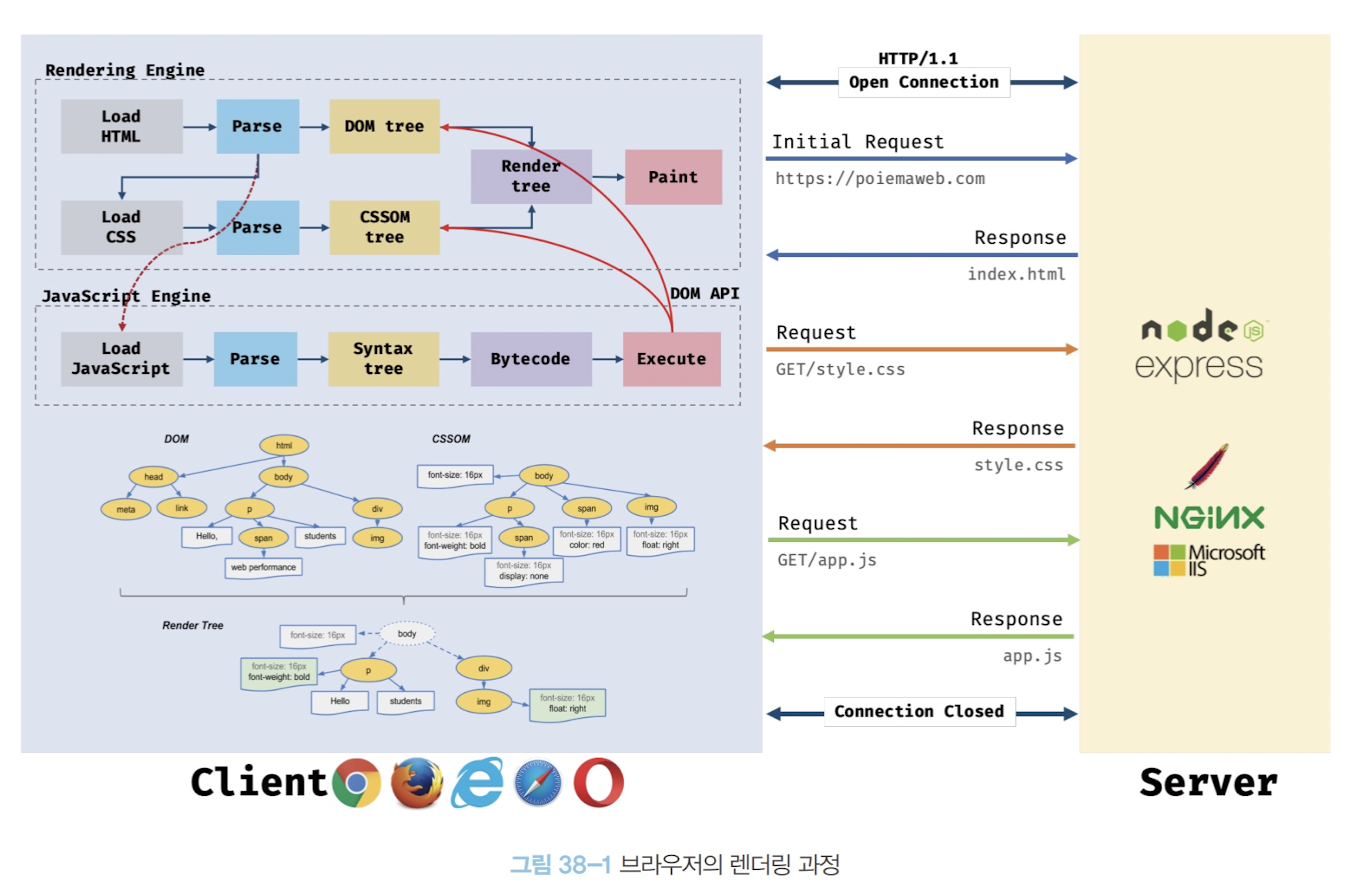 Rendering Engine
Load
HTML
Parse
DOM tree
Render
tree
Paint
Load
CSS
Parse
CSSOM
tree
JavaScript Engine
DOM API
Load
JavaScript
Parse
Syntax
tree
Bytecode
Execute
DOM
html
head
body
meta
link
p
div
Hello,
span
students
img
web performance
CSSOM
font-size: 16px
body
p
span
img
font-size: 16px
font-weight: bold
span
font-size: 16px
color: red
font-size: 16px
float: right
font-size: 16px
display: none
Render Tree
font-size: 16px
body
font-size: 16px
font-weight: bold
p
div
Hello
students
img
font-size: 16px
float: right
Client
HTTP/1.1
Open Connection
Initial Request
https://poiemaweb.com
Response
index.html
Request
GET/style.css
Response
style.css
Request
GET/app.js
Response
app.js
Connection Closed
node
JS
express
NGINX
Microsoft
IIS
Server
그림 38-1 브라우저의 렌더링 과정